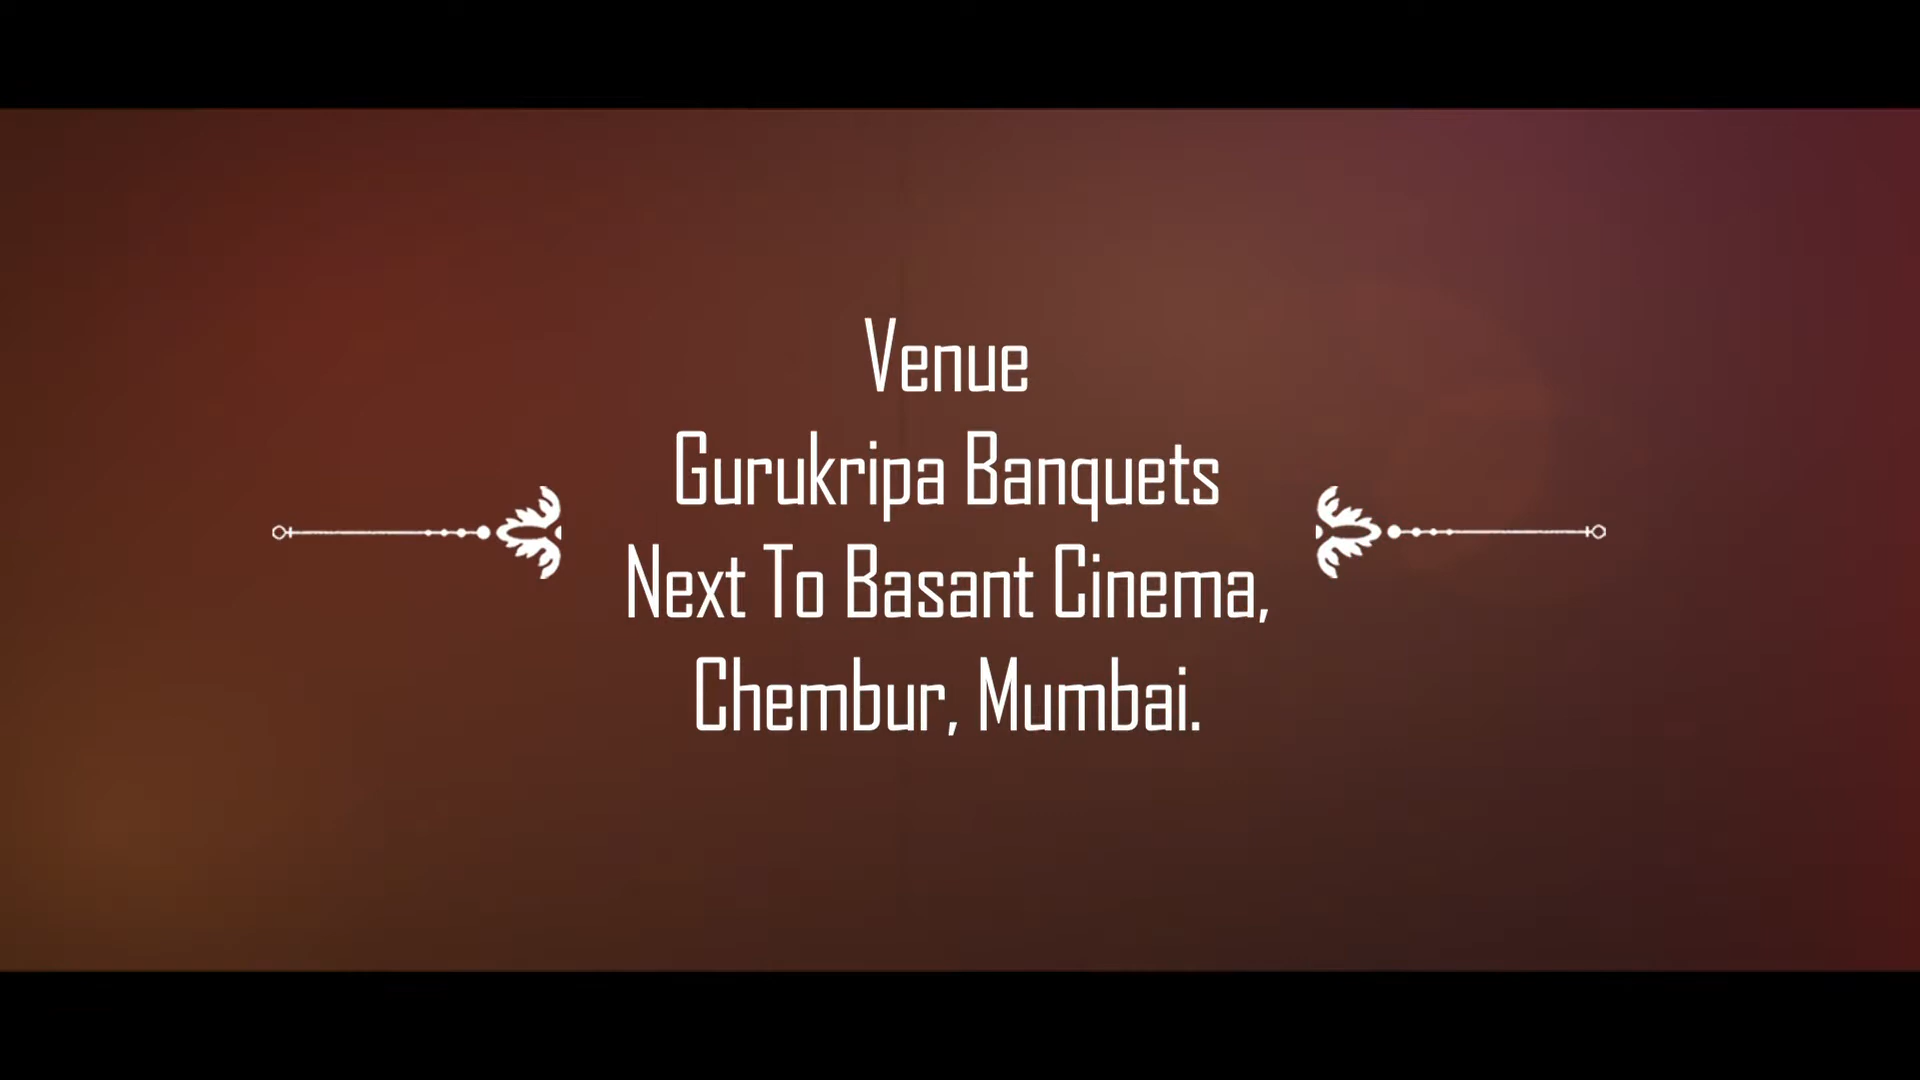 Venue
Gurukripa Banquets
Next To Basant Cinema,
Chembur, Mumbai.